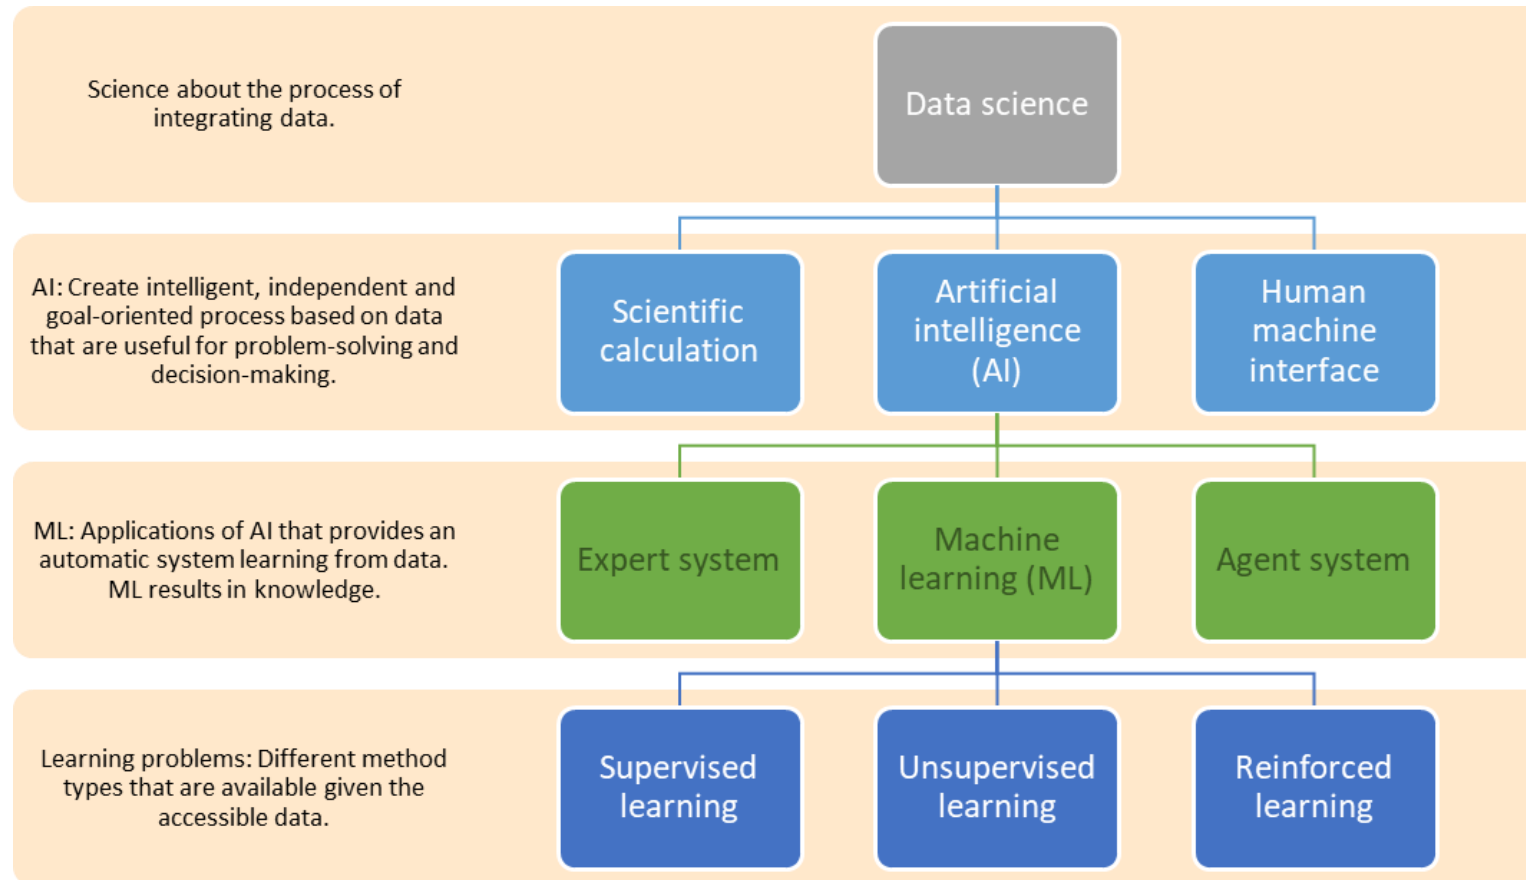 Science about the process of
integrating data.
Data science
AI: Create intelligent, independent and
goal-oriented process based on data
that are useful for problem-solving and
decision-making.
Scientific
calculation
Artificial
intelligence
(AI)
Human
machine
interface
ML: Applications of AI that provides an
automatic system learning from data.
ML results in knowledge.
Expert system
Machine
learning (ML)
Agent system
Learning problems: Different method
types that are available given the
accessible data.
Supervised
learning
Unsupervised
learning
Reinforced
learning